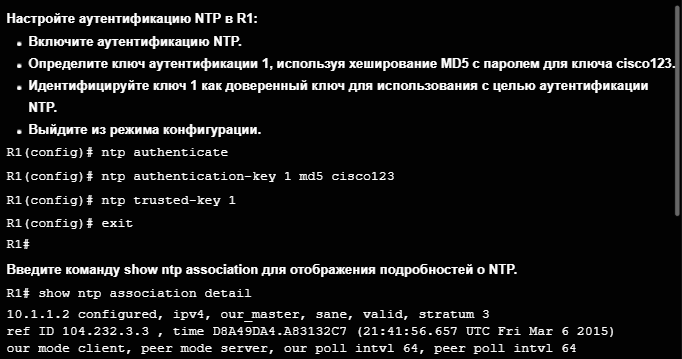 Настройте аутентификацию NTP в R1:
• Включите аутентификацию NTP.
• Определите ключ аутентификации 1, используя хеширование MD5 с паролем для ключа cisco123.
• Идентифицируйте ключ 1 как доверенный ключ для использования с целью аутентификации
NTP.
• Выйдите из режима конфигурации.
R1(config)# ntp authenticate
R1(config)# ntp authentication-key 1 md5 cisco123
R1(config)# ntp trusted-key 1
R1(config)# exit
R1#
Введите команду show ntp association для отображения подробностей о NTP.
R1# show ntp association detail
10.1.1.2 configured, ipv4, our_master, sane, valid, stratum 3
ref ID 104.232.3.3 , time D8A49DA4.A83132C7 (21:41:56.657 UTC Fri Mar 6 2015)
our mode client, peer mode server, our poll intvl 64, peer poll intvl 64